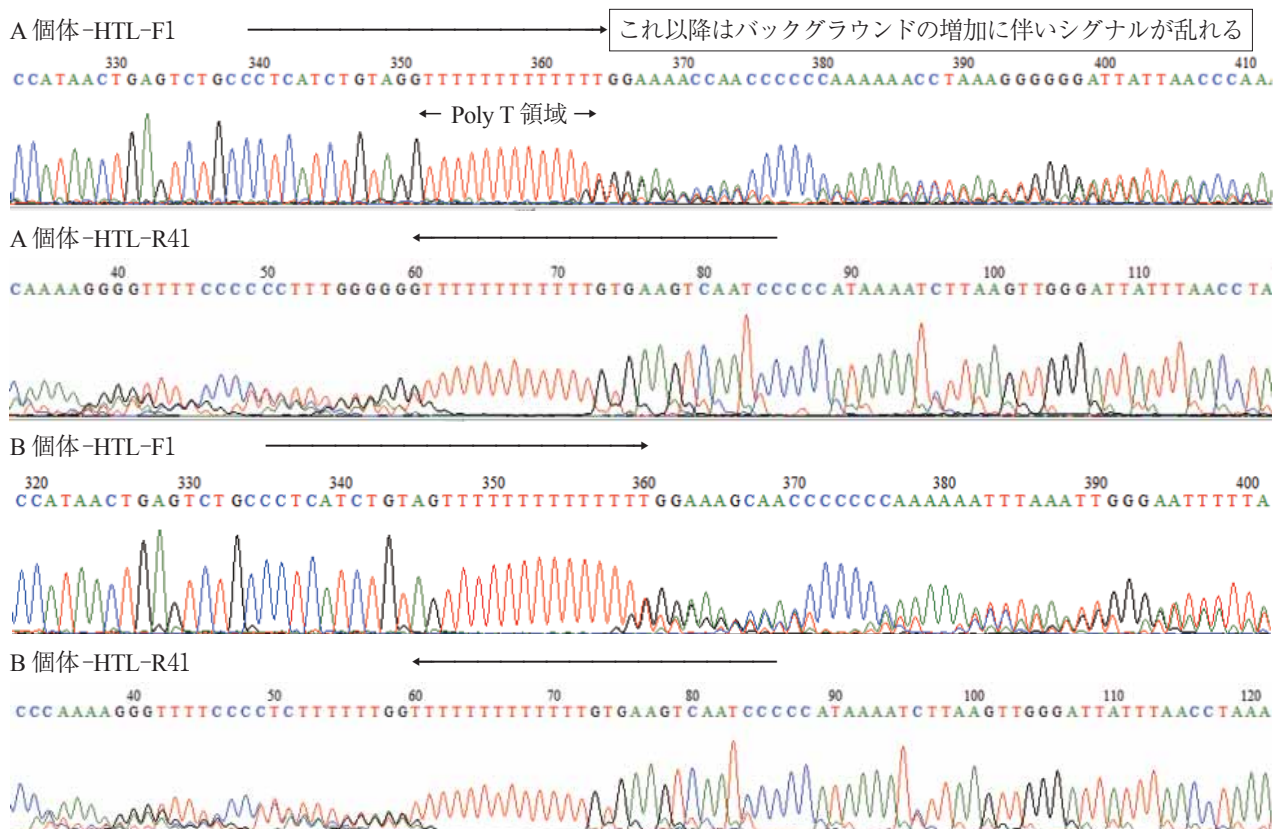 A 個体-HTL-F1
これ以降はバックグラウンドの増加に伴いシグナルが乱れる
330 340 350 360 370 380 390 400 410
CCATAACTGAGTCTGCCCTCATCTGTAGGTTTTTTTTTTTTTGGAAAACCAACCCCCCAAAAAACCTAAAGGGGGGATTATTAACCCAAA
← Poly T 領域 →
A 個体-HTL-R41
40 50 60 70 80 90 100 110
CAAAAGGGGTTTTCCCCCCTTTGGGGGGTTTTTTTTTTTTGTGAAGTCAATCCCCCATAAAATCTTAAGTTGGGATTATTTAACCTA
B 個体-HTL-F1
320 330 340 350 360 370 380 390 400
CCATAACTGAGTCTGCCCTCATCTGTAGTTTTTTTTTTTTTTGGAAAGCAACCCCCCCAAAAAATTTAAATTGGGAATTTTTA
B 個体-HTL-R41
40 50 60 70 80 90 100 110 120
CCCAAAAGGGTTTTCCCCTCTTTTTTGGTTTTTTTTTTTTTGTGAAGTCAATCCCCCATAAAATCTTAAGTTGGGATTATTTAACCTAAA